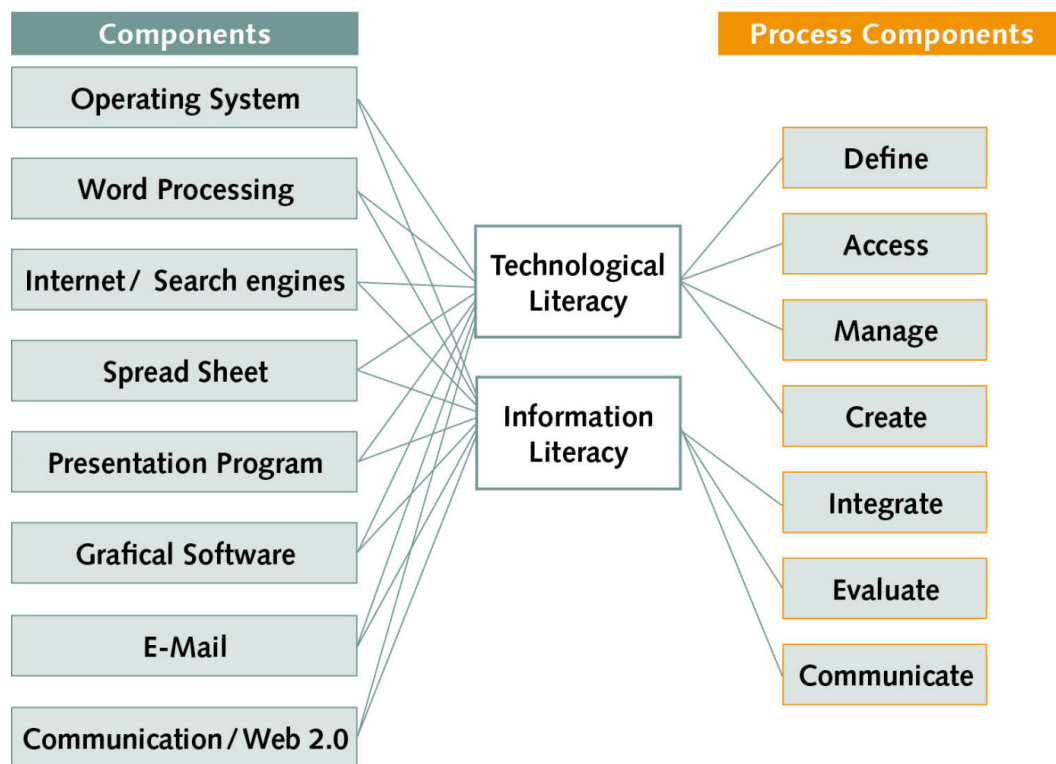 Components
Process Components
Operating System
Word Processing
Internet / Search engines
Spread Sheet
Presentation Program
Grafical Software
E-Mail
Communication / Web 2.0
Technological
Literacy
Information
Literacy
Define
Access
Manage
Create
Integrate
Evaluate
Communicate